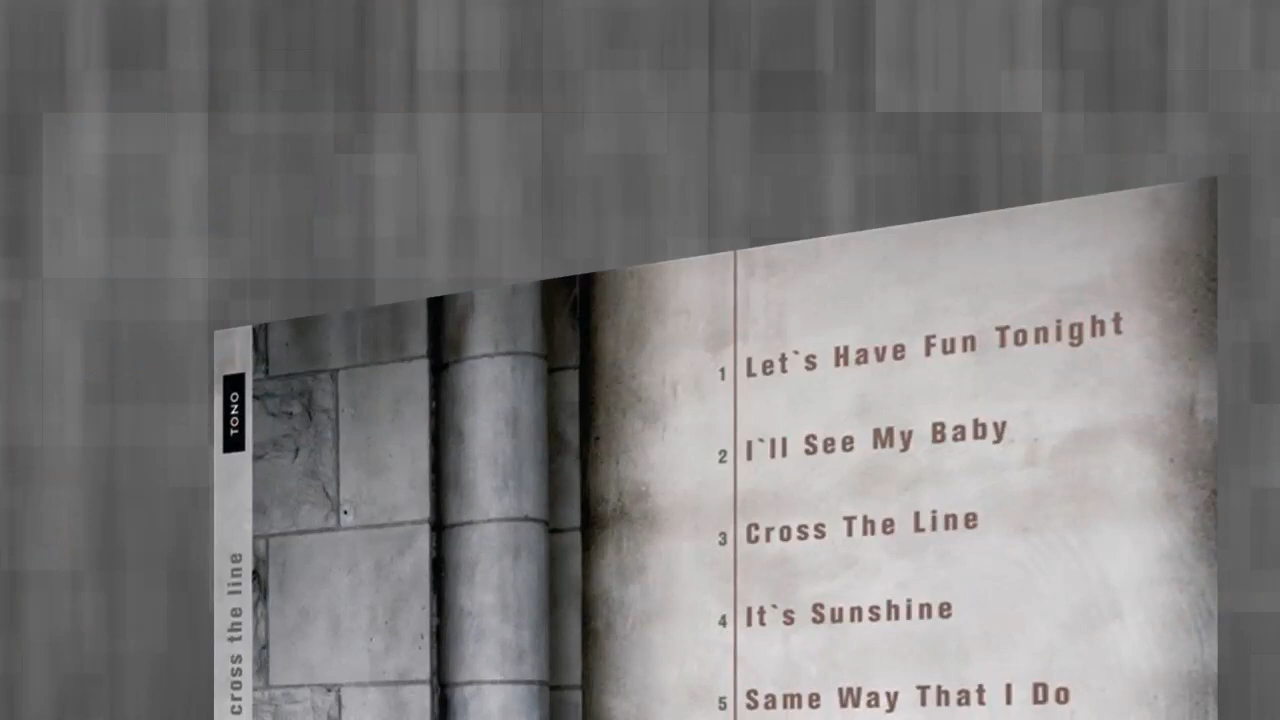 TONO
cross the line
1 Let`s Have Fun Tonight
2 I`ll See My Baby
3 Cross The Line
4 It`s Sunshine
5 Same Way That I Do